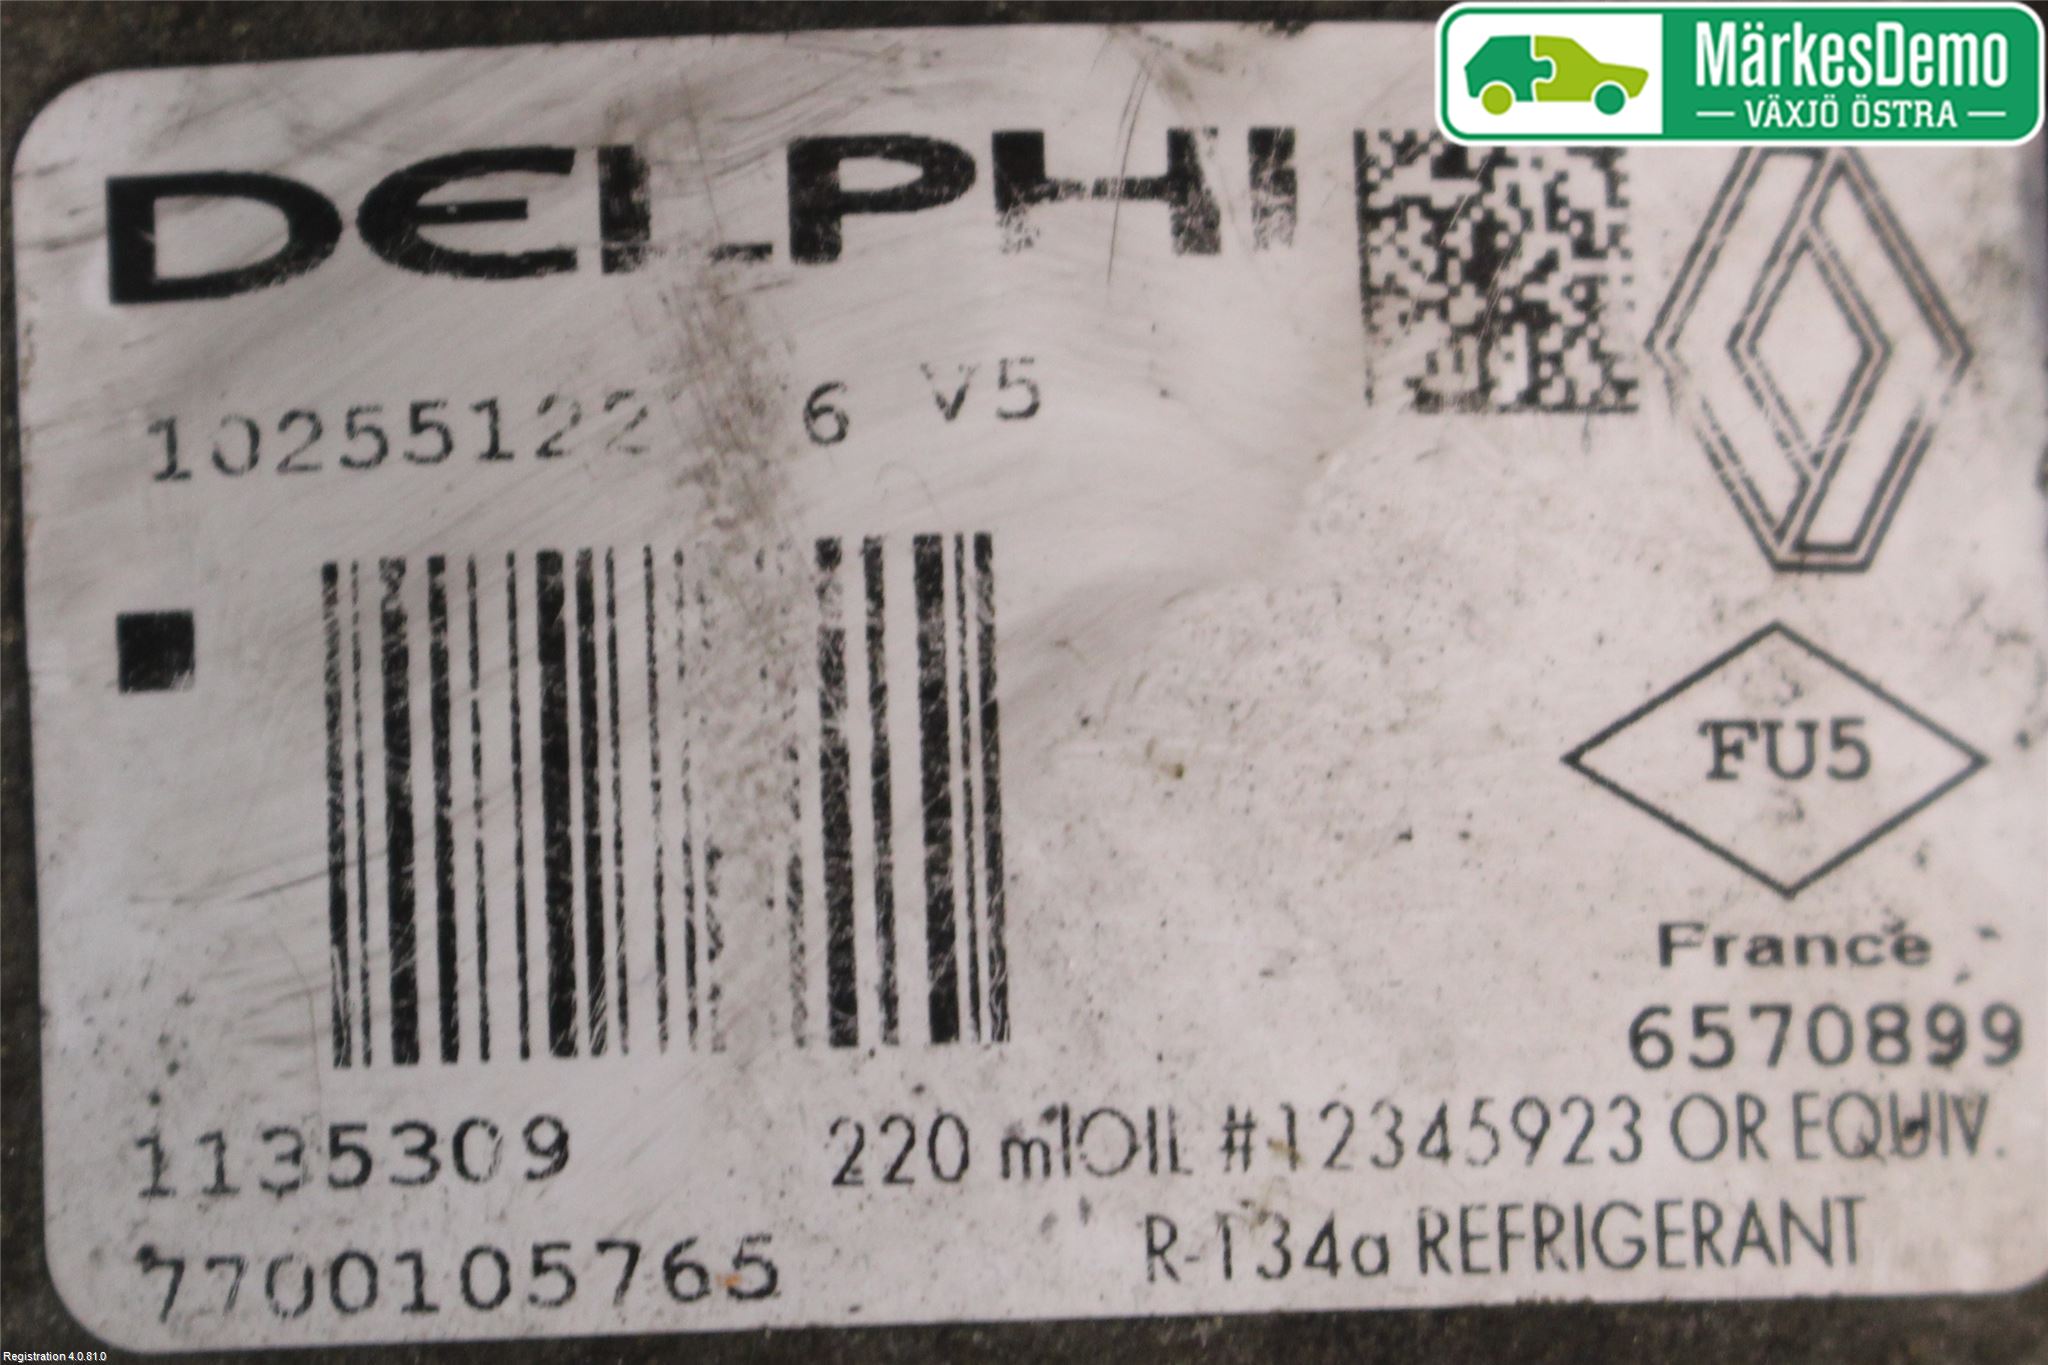 MärkesDemo
VÄXJÖ ÖSTRA
DELPHI
6 V5
FU5
France
6570899
1135309
220 ml OIL #12345923 OR EQUIV.
7700105765
R-134a REFRIGERANT
Registration 4.0.81.0